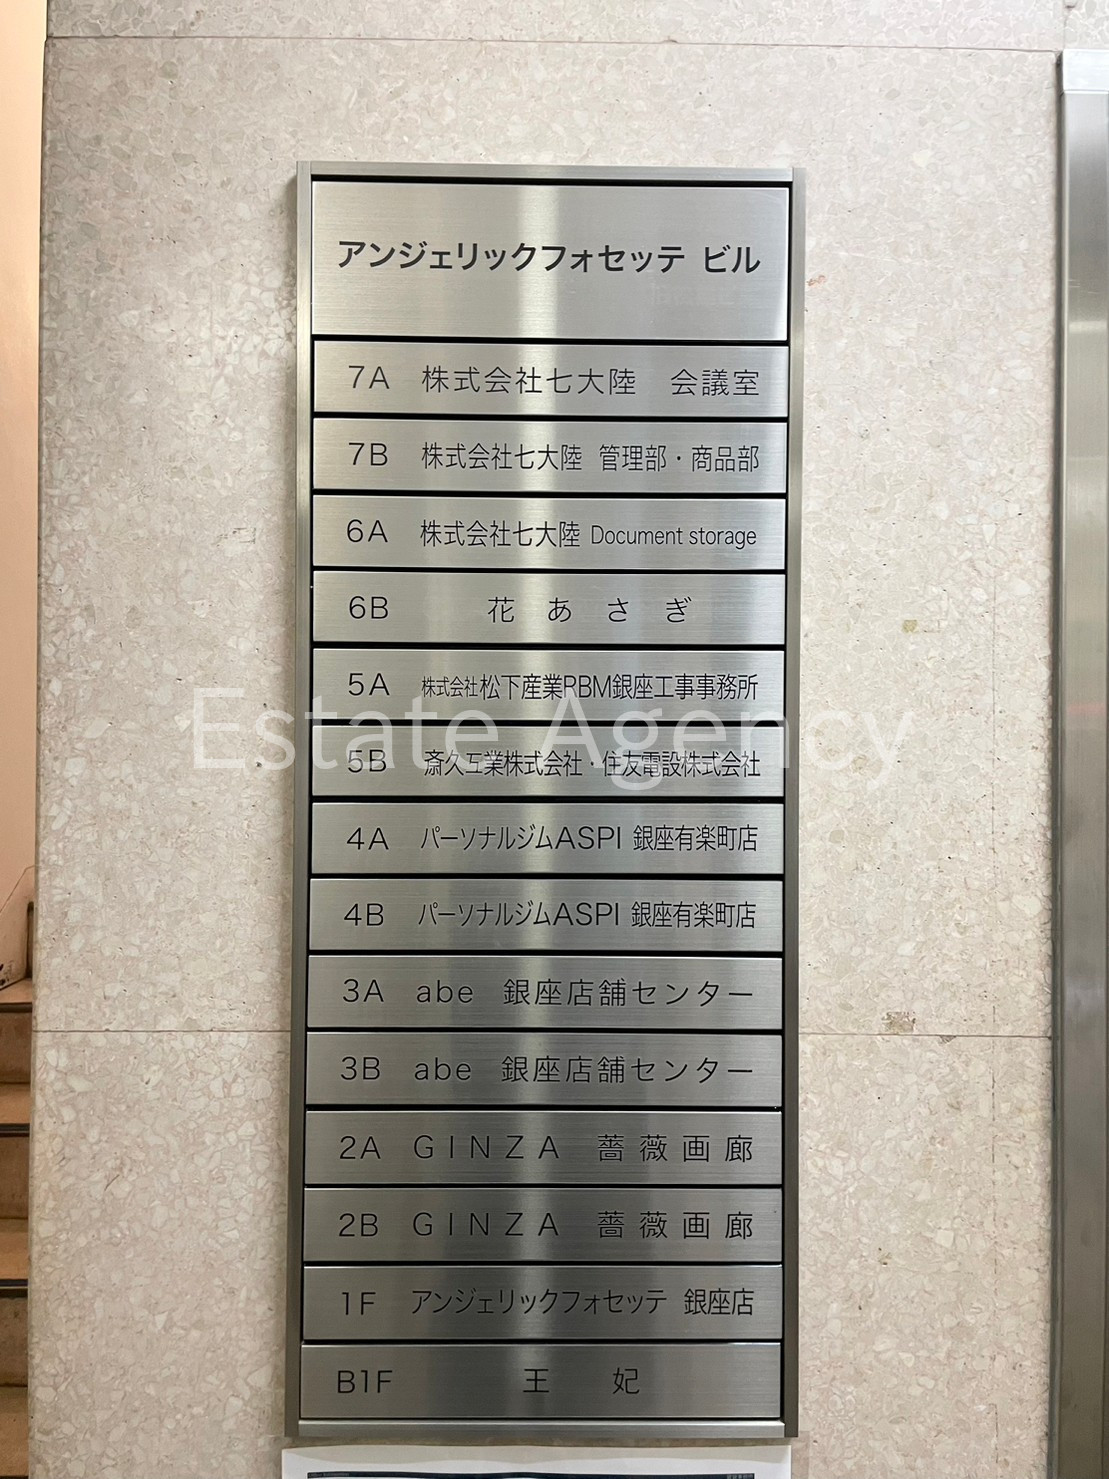 アンジェリックフォセッテ ビル
7A 株式会社七大陸 会議室
7B 株式会社七大陸 管理部・商品部
6A 株式会社七大陸 Document storage
6B 花あさぎ
5A 株式会社松下産業RBM銀座工事事務所
Estate Agency
5B 斎久工業株式会社・住友電設株式会社
4A パーソナルジムASPI 銀座有楽町店
4B パーソナルジムASPI 銀座有楽町店
3A abe 銀座店舗センター
3B abe 銀座店舗センター
2A GINZA 薔薇画廊
2B GINZA 薔薇画廊
1F アンジェリックフォセッテ 銀座店
B1F 王妃